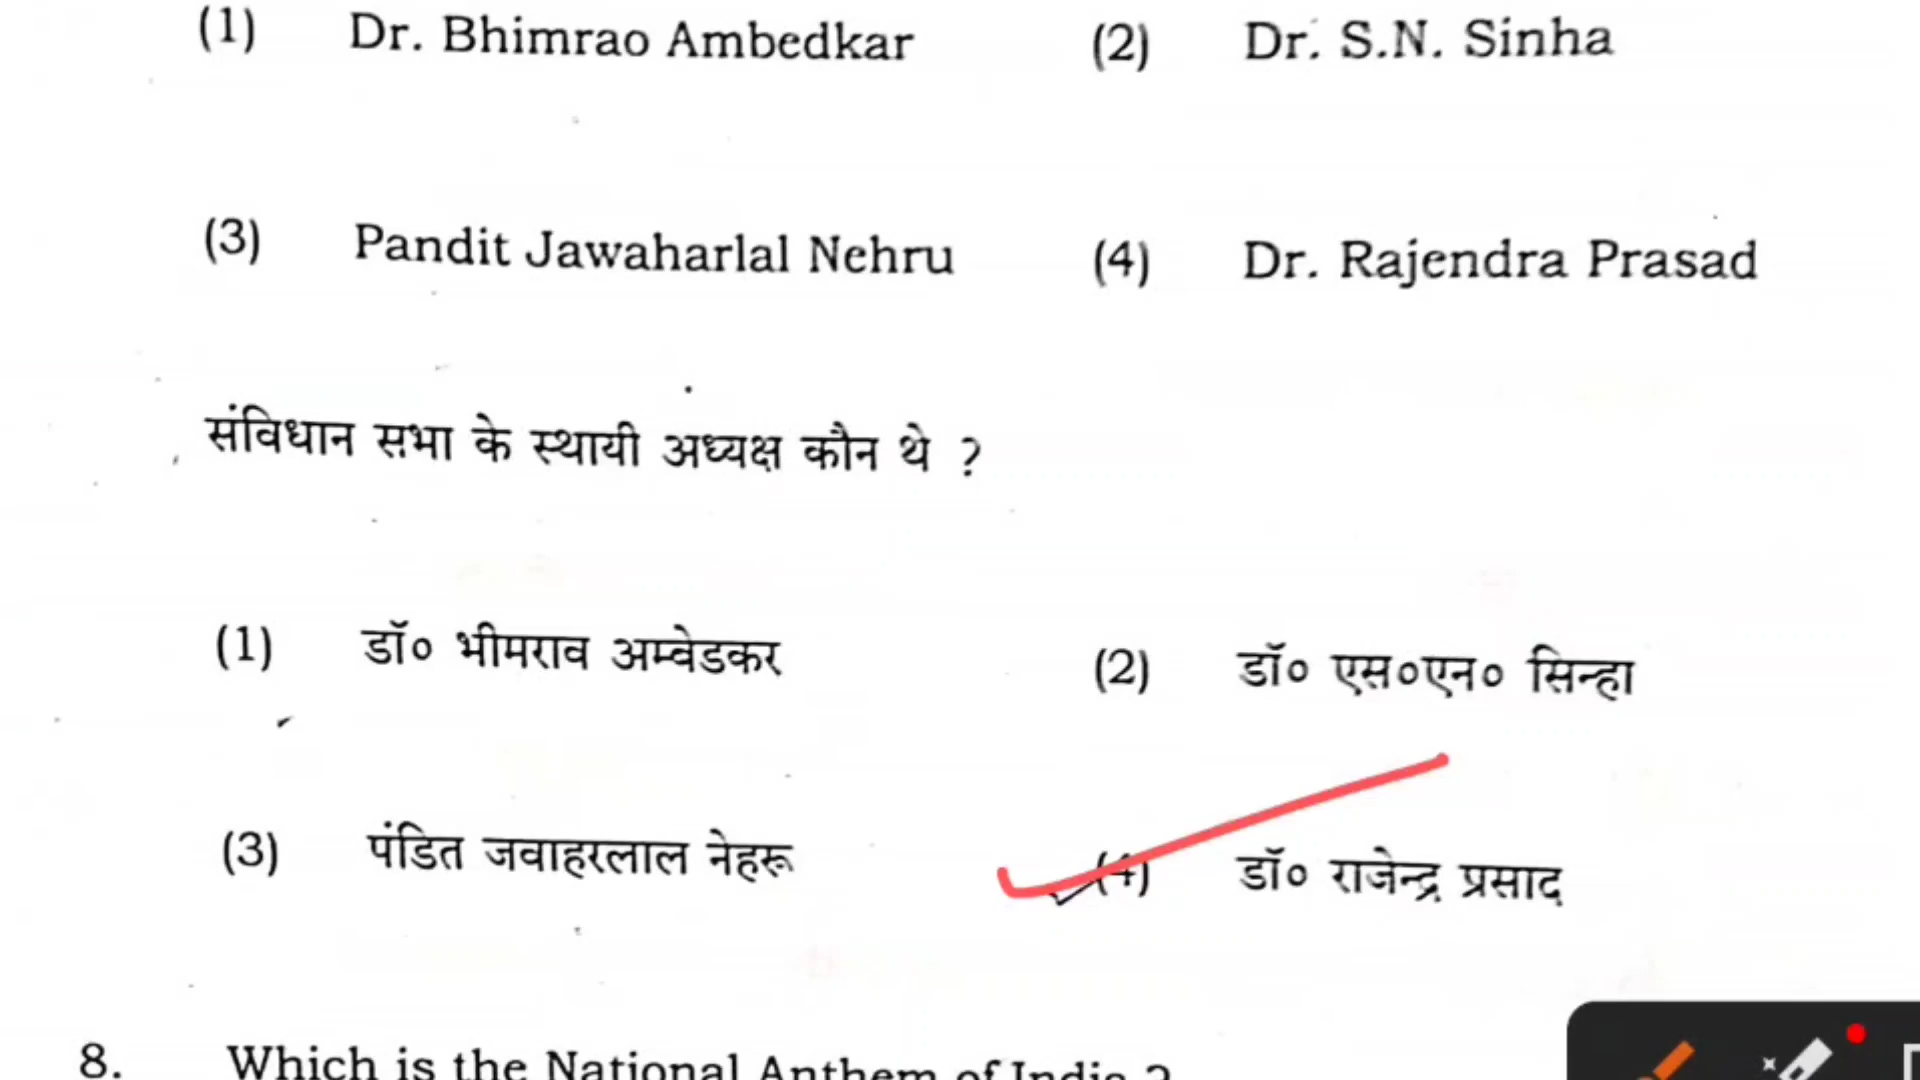 (1) Dr. Bhimrao Ambedkar (2) Dr. S.N. Sinha
(3) Pandit Jawaharlal Nehru (4) Dr. Rajendra Prasad
संविधान सभा के स्थायी अध्यक्ष कौन थे ?
(1) डॉ० भीमराव अम्बेडकर (2) डॉ० एस०एन० सिन्हा
(3) पंडित जवाहरलाल नेहरू (4) डॉ० राजेन्द्र प्रसाद
8. Which is the National Anthem of India ?